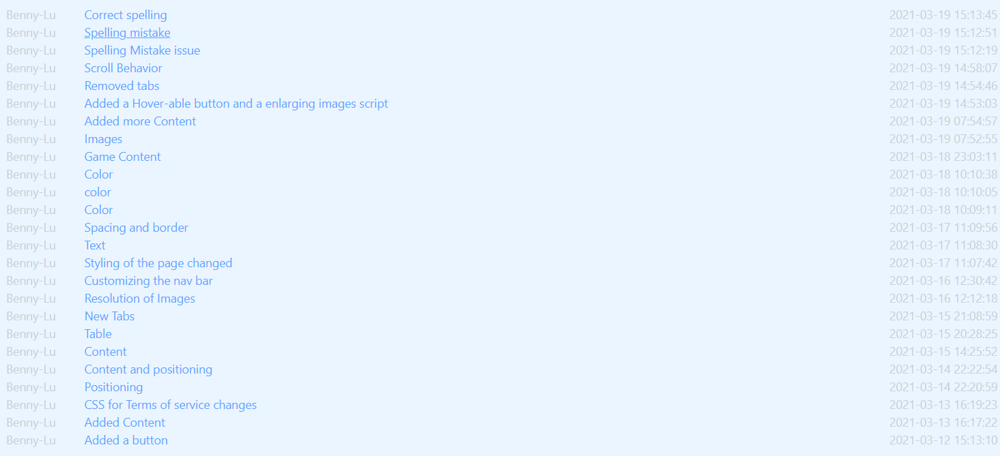 Benny-Lu Correct spelling 2021-03-19 15:13:45
Benny-Lu Spelling mistake 2021-03-19 15:12:51
Benny-Lu Spelling Mistake issue 2021-03-19 15:12:19
Benny-Lu Scroll Behavior 2021-03-19 14:58:07
Benny-Lu Removed tabs 2021-03-19 14:54:46
Benny-Lu Added a Hover-able button and a enlarging images script 2021-03-19 14:53:03
Benny-Lu Added more Content 2021-03-19 07:54:57
Benny-Lu Images 2021-03-19 07:52:55
Benny-Lu Game Content 2021-03-18 23:03:11
Benny-Lu Color 2021-03-18 10:10:38
Benny-Lu color 2021-03-18 10:10:05
Benny-Lu Color 2021-03-18 10:09:11
Benny-Lu Spacing and border 2021-03-17 11:09:56
Benny-Lu Text 2021-03-17 11:08:30
Benny-Lu Styling of the page changed 2021-03-17 11:07:42
Benny-Lu Customizing the nav bar 2021-03-16 12:30:42
Benny-Lu Resolution of Images 2021-03-16 12:12:18
Benny-Lu New Tabs 2021-03-15 21:08:59
Benny-Lu Table 2021-03-15 20:28:25
Benny-Lu Content 2021-03-15 14:25:52
Benny-Lu Content and positioning 2021-03-14 22:22:54
Benny-Lu Positioning 2021-03-14 22:20:59
Benny-Lu CSS for Terms of service changes 2021-03-13 16:19:23
Benny-Lu Added Content 2021-03-13 16:17:22
Benny-Lu Added a button 2021-03-12 15:13:10